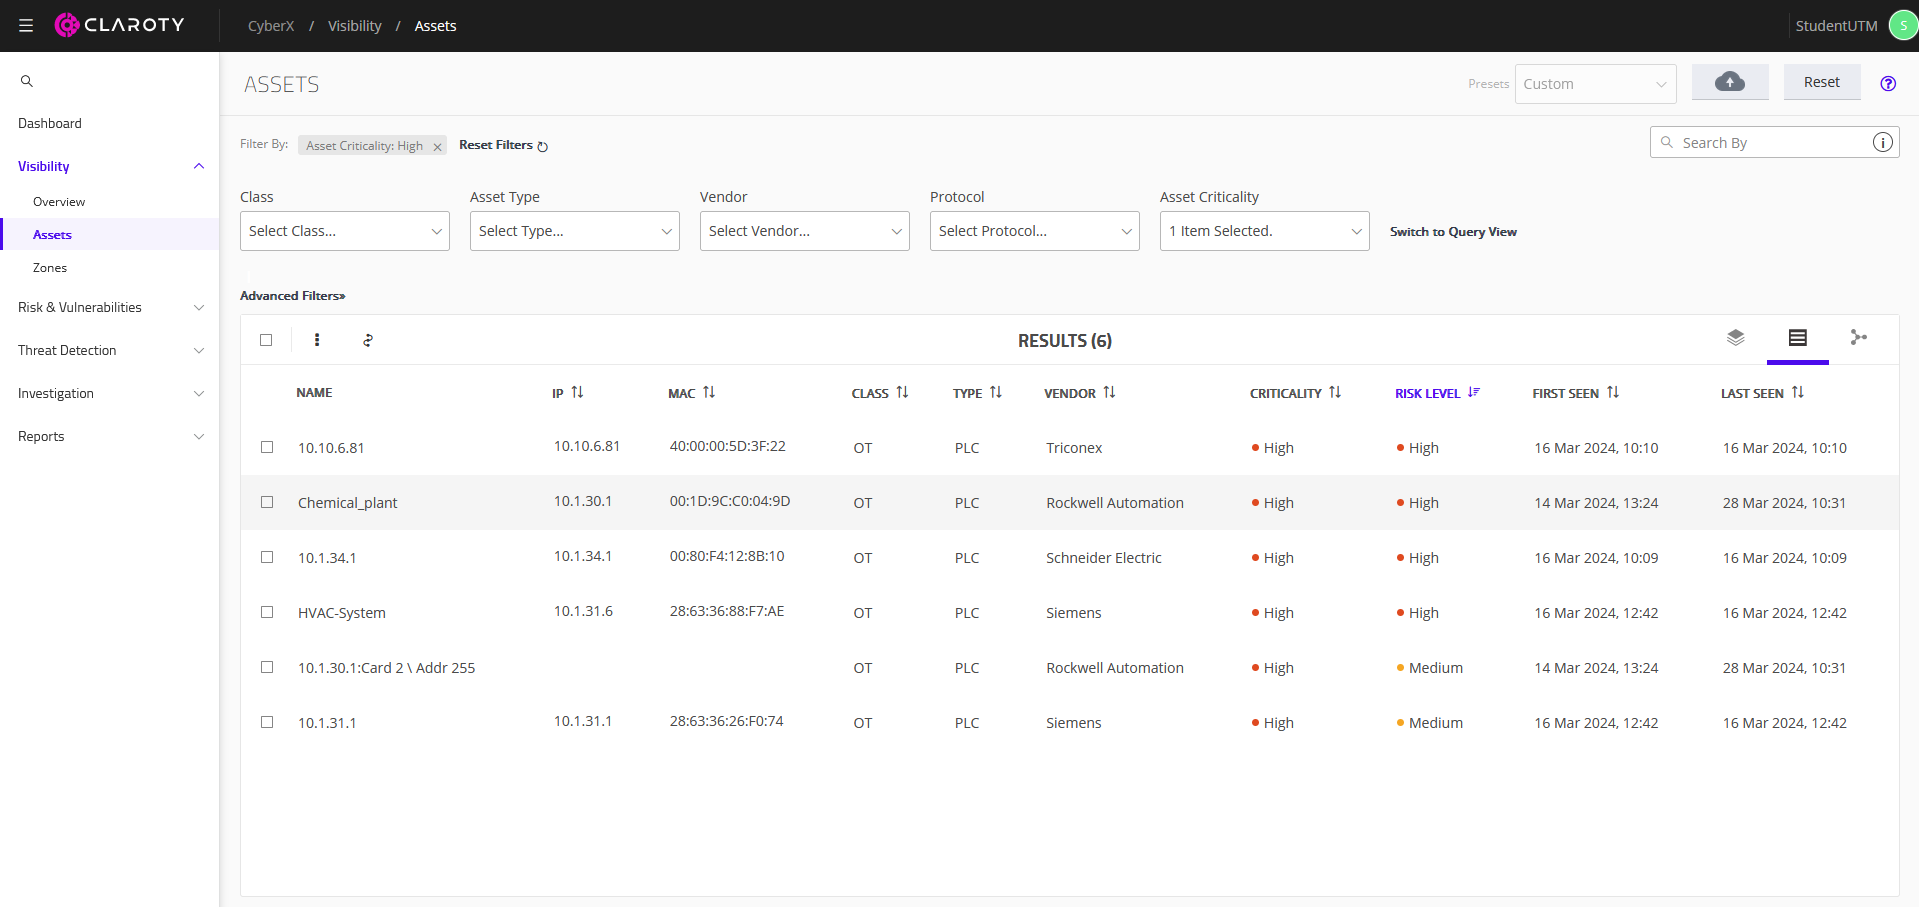 CLAROTY
CyberX / Visibility / Assets
StudentUTM S
Dashboard
Visibility
Overview
Assets
Zones
Risk & Vulnerabilities
Threat Detection
Investigation
Reports
ASSETS
Presets Custom Reset ?
Filter By: Asset Criticality: High × Reset Filters
Search By i
Class Asset Type Vendor Protocol Asset Criticality
Select Class... Select Type... Select Vendor... Select Protocol... 1 Item Selected. Switch to Query View
Advanced Filters»
RESULTS (6)
NAME IP MAC CLASS TYPE VENDOR CRITICALITY RISK LEVEL FIRST SEEN LAST SEEN
10.10.6.81 10.10.6.81 40:00:00:5D:3F:22 OT PLC Triconex High High 16 Mar 2024, 10:10 16 Mar 2024, 10:10
Chemical_plant 10.1.30.1 00:1D:9C:C0:04:9D OT PLC Rockwell Automation High High 14 Mar 2024, 13:24 28 Mar 2024, 10:31
10.1.34.1 10.1.34.1 00:80:F4:12:8B:10 OT PLC Schneider Electric High High 16 Mar 2024, 10:09 16 Mar 2024, 10:09
HVAC-System 10.1.31.6 28:63:36:88:F7:AE OT PLC Siemens High High 16 Mar 2024, 12:42 16 Mar 2024, 12:42
10.1.30.1:Card 2 \ Addr 255 OT PLC Rockwell Automation High Medium 14 Mar 2024, 13:24 28 Mar 2024, 10:31
10.1.31.1 10.1.31.1 28:63:36:26:F0:74 OT PLC Siemens High Medium 16 Mar 2024, 12:42 16 Mar 2024, 12:42